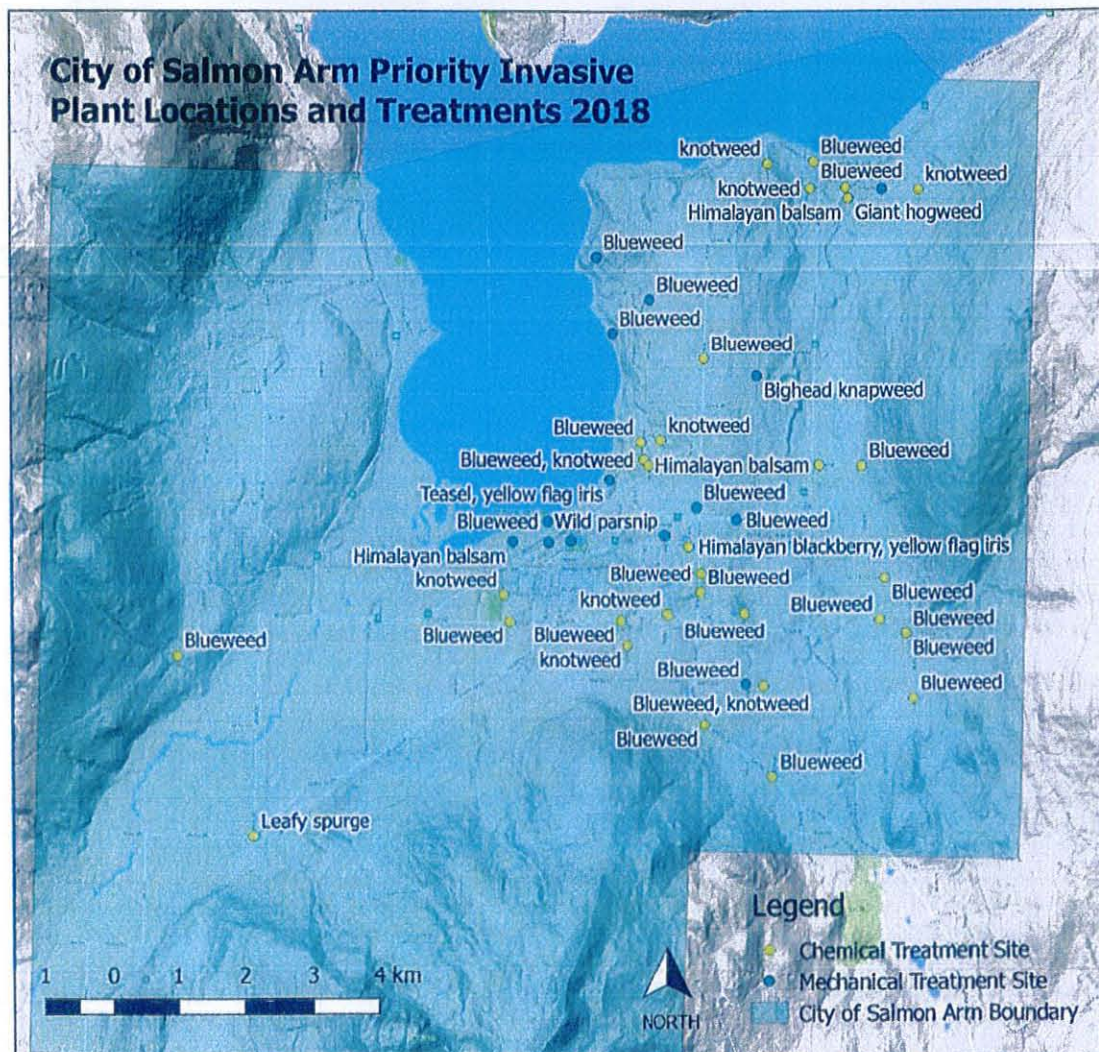 City of Salmon Arm Priority Invasive
Plant Locations and Treatments 2018
knotweed
Blueweed
Blueweed
knotweed
knotweed
Himalayan balsam
Giant hogweed
Blueweed
Blueweed
Blueweed
Blueweed
Bighead knapweed
Blueweed
knotweed
Blueweed, knotweed
Himalayan balsam
Blueweed
Teasel, yellow flag iris
Blueweed
Blueweed
Wild parsnip
Blueweed
Himalayan balsam
Himalayan blackberry, yellow flag iris
knotweed
Blueweed
Blueweed
Blueweed
knotweed
Blueweed
Blueweed
Blueweed
Blueweed
Blueweed
Blueweed
Blueweed
knotweed
Blueweed
Blueweed
Blueweed, knotweed
Blueweed
Blueweed
Leafy spurge
Legend
Chemical Treatment Site
Mechanical Treatment Site
City of Salmon Arm Boundary
1 0 1 2 3 4 km
NORTH